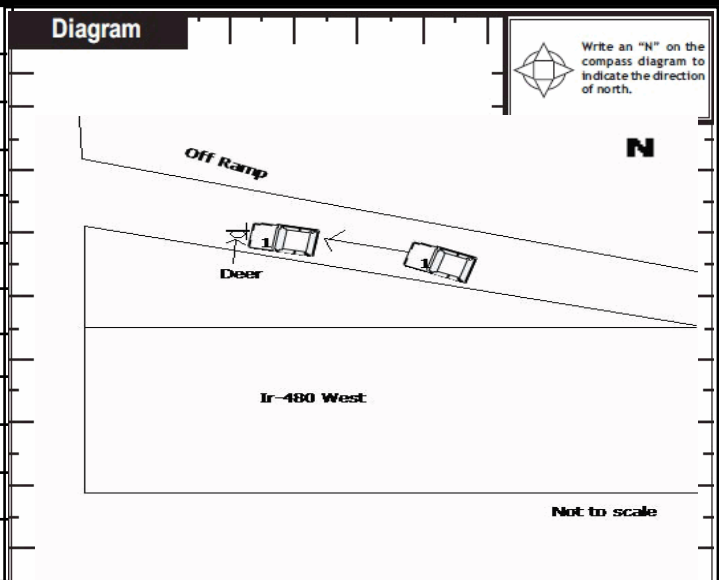 Diagram
Write an “N” on the
compass diagram to
indicate the direction
of north.
N
Off Ramp
1
1
Deer
Ir-480 West
Not to scale